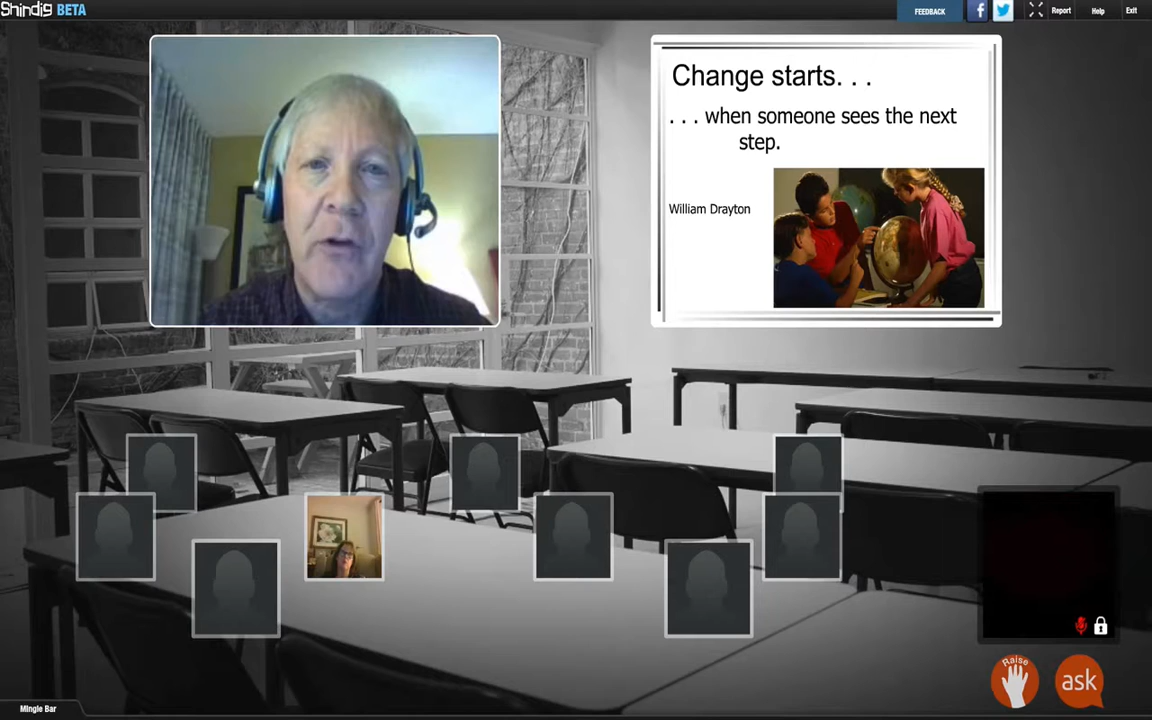 Shindig BETA
FEEDBACK
Report
Help
Exit
Change starts. . .
. . . when someone sees the next
step.
William Drayton
Raise
ask
Mingle Bar